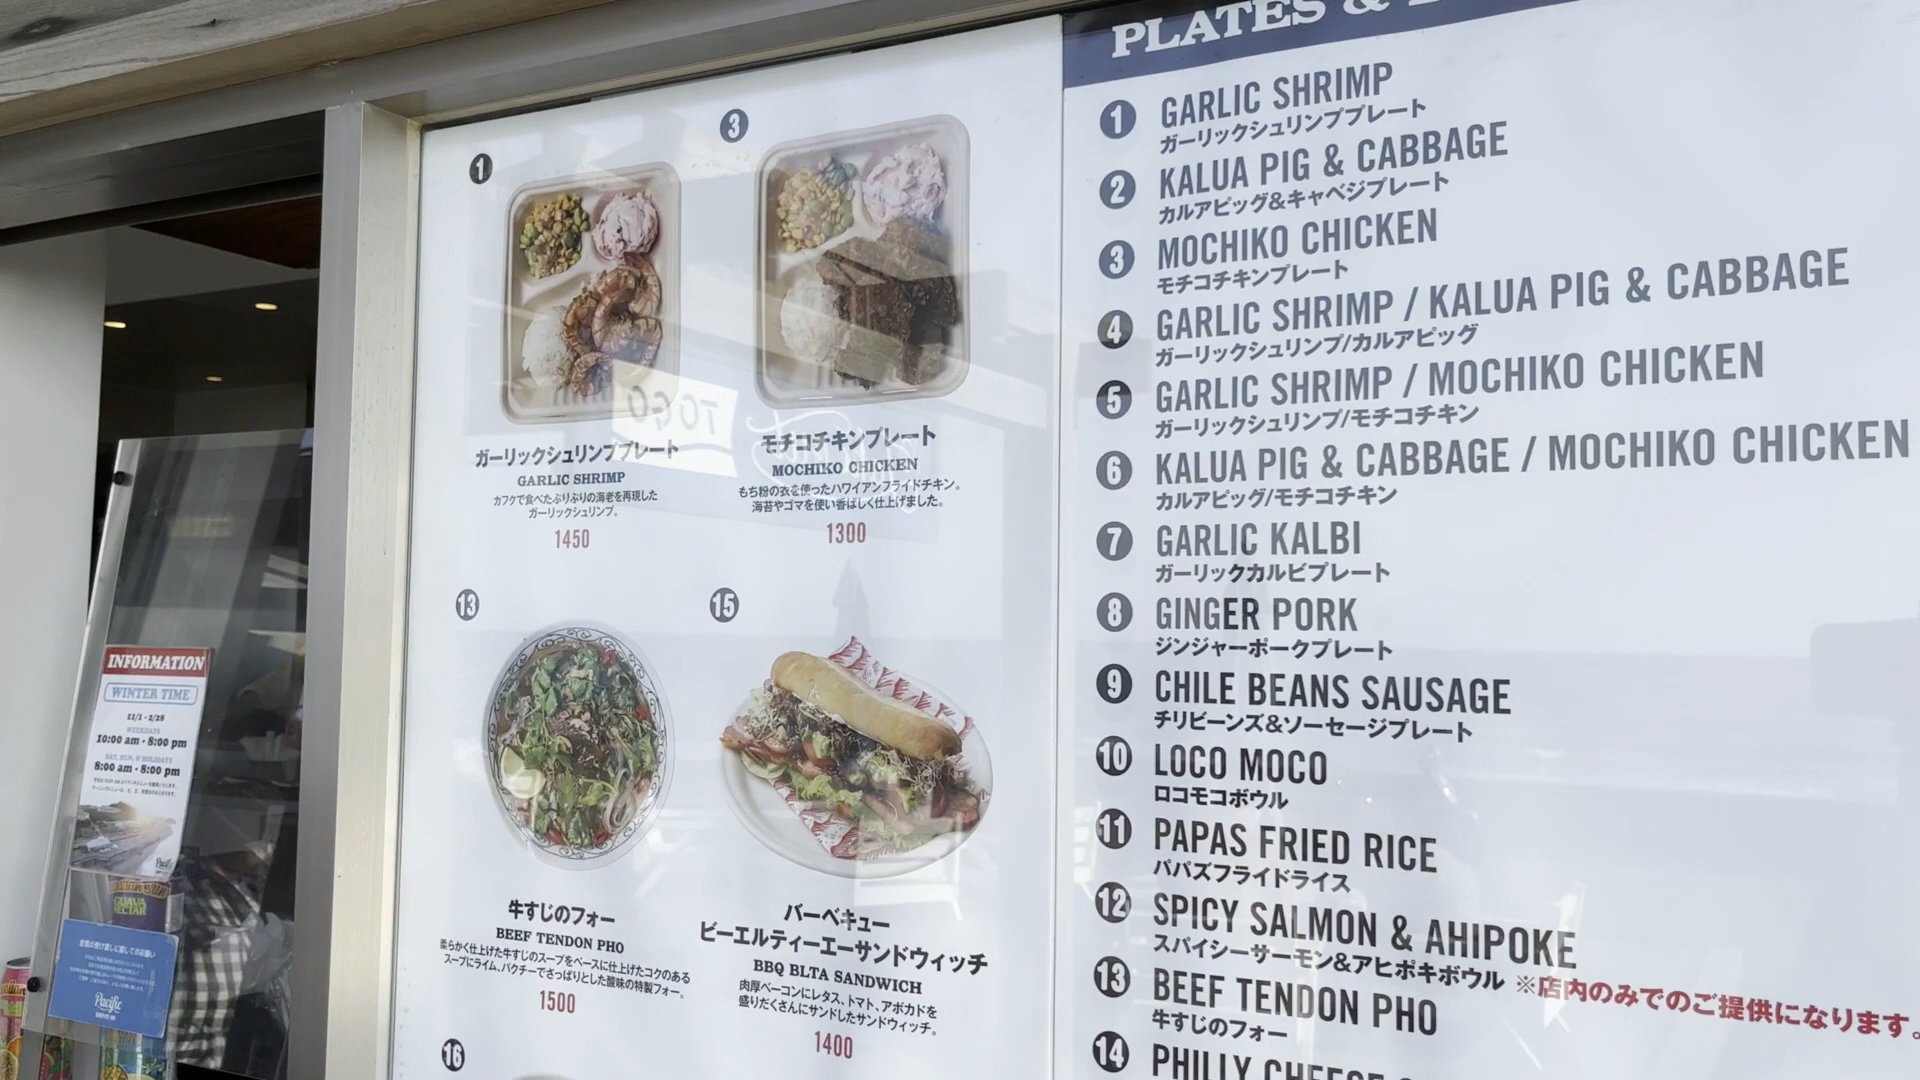 PLATES &
1 GARLIC SHRIMP
ガーリックシュリンププレート
2 KALUA PIG & CABBAGE
カルアピッグ&キャベジプレート
3 MOCHIKO CHICKEN
モチコチキンプレート
4 GARLIC SHRIMP / KALUA PIG & CABBAGE
ガーリックシュリンプ/カルアピッグ
5 GARLIC SHRIMP / MOCHIKO CHICKEN
ガーリックシュリンプ/モチコチキン
6 KALUA PIG & CABBAGE / MOCHIKO CHICKEN
カルアピッグ/モチコチキン
7 GARLIC KALBI
ガーリックカルビプレート
8 GINGER PORK
ジンジャーポークプレート
9 CHILE BEANS SAUSAGE
チリビーンズ&ソーセージプレート
10 LOCO MOCO
ロコモコボウル
11 PAPAS FRIED RICE
パパズフライドライス
12 SPICY SALMON & AHIPOKE
スパイシーサーモン&アヒポキボウル ※店内のみでのご提供になります。
13 BEEF TENDON PHO
牛すじのフォー
14 PHILLY CHEESE
1
ガーリックシュリンププレート
GARLIC SHRIMP
カフクで食べたぷりぷりの海老を再現した
ガーリックシュリンプ。
1450
3
モチコチキンプレート
MOCHIKO CHICKEN
もち粉の衣を使ったハワイアンフライドチキン。
海苔やゴマを使い香ばしく仕上げました。
1300
13
牛すじのフォー
BEEF TENDON PHO
柔らかく仕上げた牛すじのスープをベースに仕上げたコクのある
スープにライム、パクチーでさっぱりとした酸味の特製フォー。
1500
15
バーベキュー
ビーエルティーエーサンドウィッチ
BBQ BLTA SANDWICH
肉厚ベーコンにレタス、トマト、アボカドを
盛りだくさんにサンドしたサンドウィッチ。
1400
16
TO GO
INFORMATION
WINTER TIME
11/1 - 2/28
WEEKDAYS
10:00 am - 8:00 pm
SAT, SUN, & HOLIDAYS
8:00 am - 8:00 pm
Pacific
GUAVA
NECTAR
Pacific
DRIVE-IN